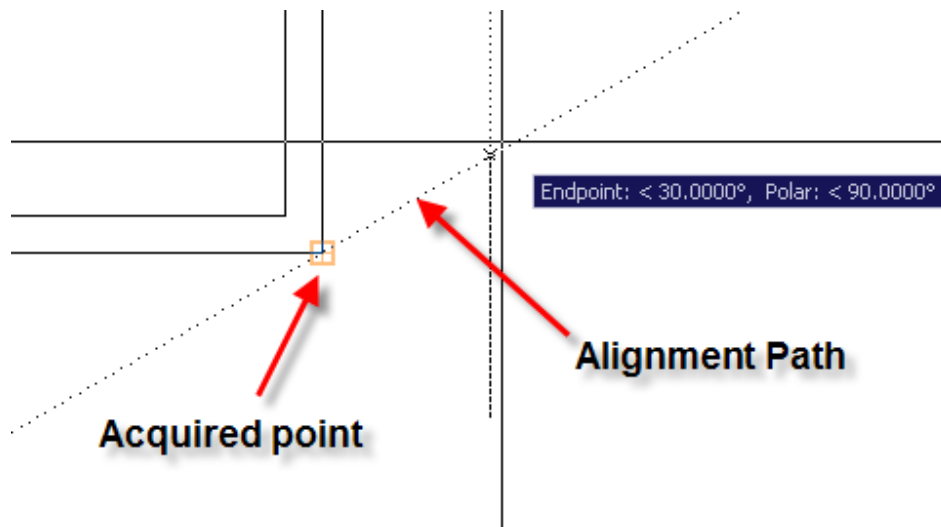 Endpoint: < 30.0000°, Polar: < 90.0000°
Alignment Path
Acquired point